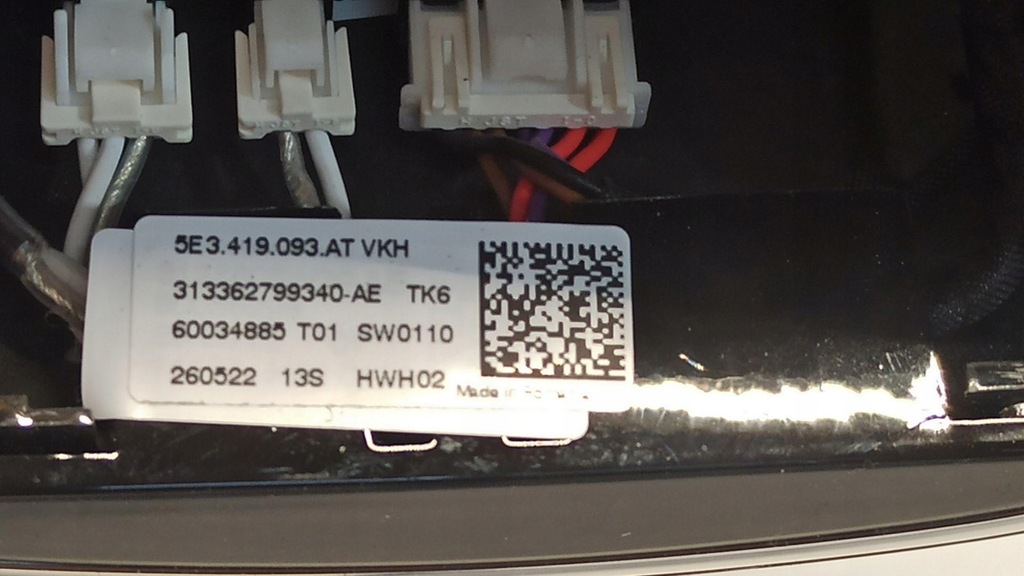 5E3.419.093.AT VKH
313362799340-AE TK6
60034885 T01 SW0110
260522 13S HWH02
Made in